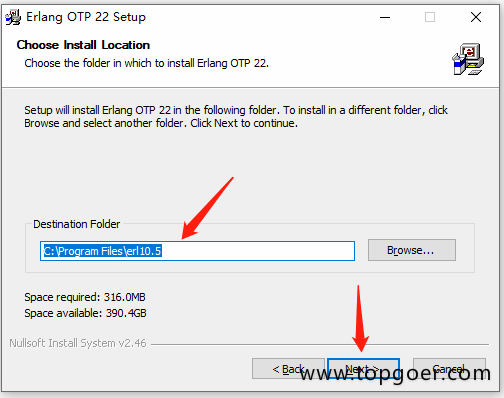 Erlang OTP 22 Setup
Choose Install Location
Choose the folder in which to install Erlang OTP 22.
Setup will install Erlang OTP 22 in the following folder. To install in a different folder, click
Browse and select another folder. Click Next to continue.
Destination Folder
C:\Program Files\erl10.5
Browse...
Space required: 316.0MB
Space available: 390.4GB
Nullsoft Install System v2.46
< Back
Next >
Cancel
www.topgoer.com